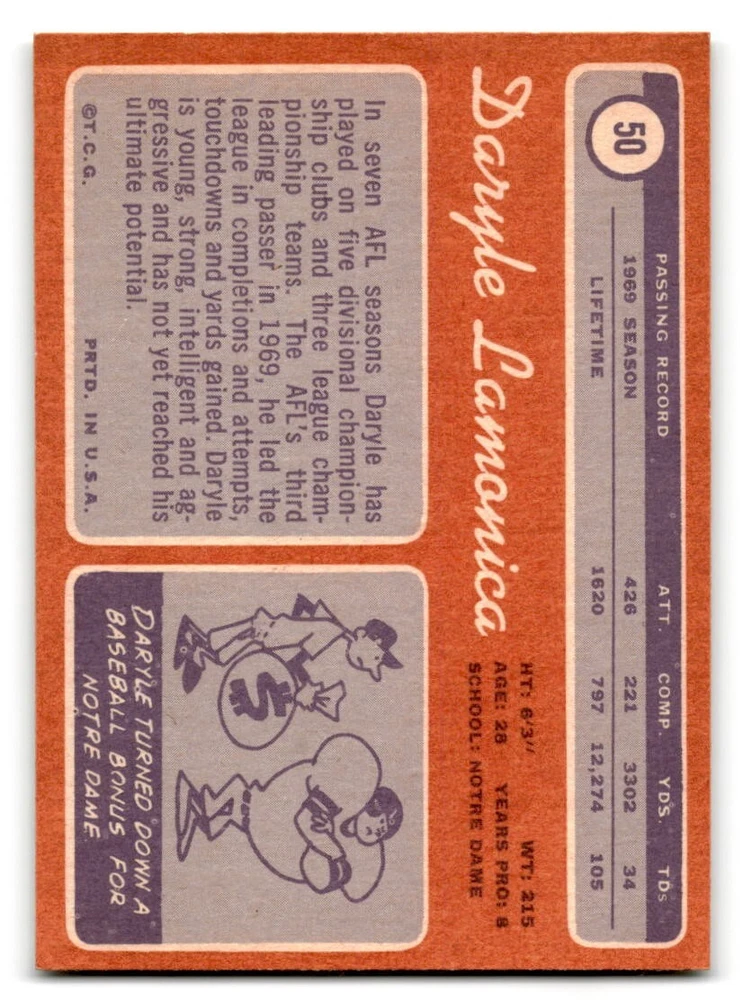 50
PASSING RECORD ATT. COMP. YDS. TDs
1969 SEASON 426 221 3302 34
LIFETIME 1620 797 12,274 105
Daryle Lamonica
HT: 6'3" WT: 215
AGE: 28 YEARS PRO: 8
SCHOOL: NOTRE DAME
In seven AFL seasons Daryle has
played on five divisional champion-
ship clubs and three league cham-
pionship teams. The AFL's third
leading passer in 1969, he led the
league in completions and attempts,
touchdowns and yards gained. Daryle
is young, strong, intelligent and ag-
gressive and has not yet reached his
ultimate potential.
©T.C.G. PRTD. IN U.S.A.
$
DARYLE TURNED DOWN A
BASEBALL BONUS FOR
NOTRE DAME.